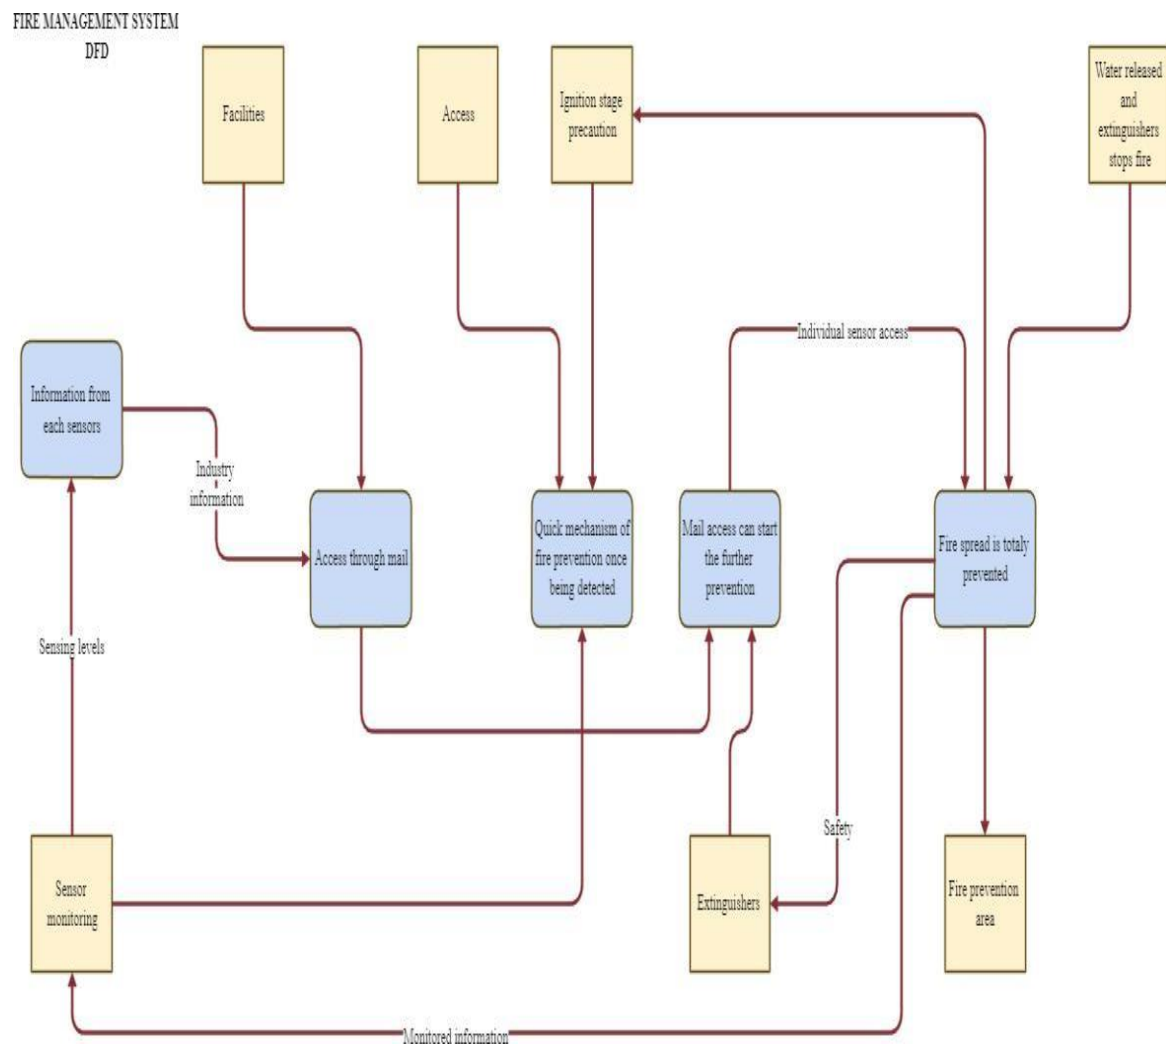 FIRE MANAGEMENT SYSTEM
DFD
Facilities
Access
Ignition stage
precaution
Water released
and
extinguishers
stops fire
Individual sensor access
Information from
each sensors
Industry
information
Access through mail
Quick mechanism of
fire prevention once
being detected
Mail access can start
the further
prevention
Fire spread is totaly
prevented
Sensing levels
Safety
Sensor
monitoring
Extinguishers
Fire prevention
area
Monitored information